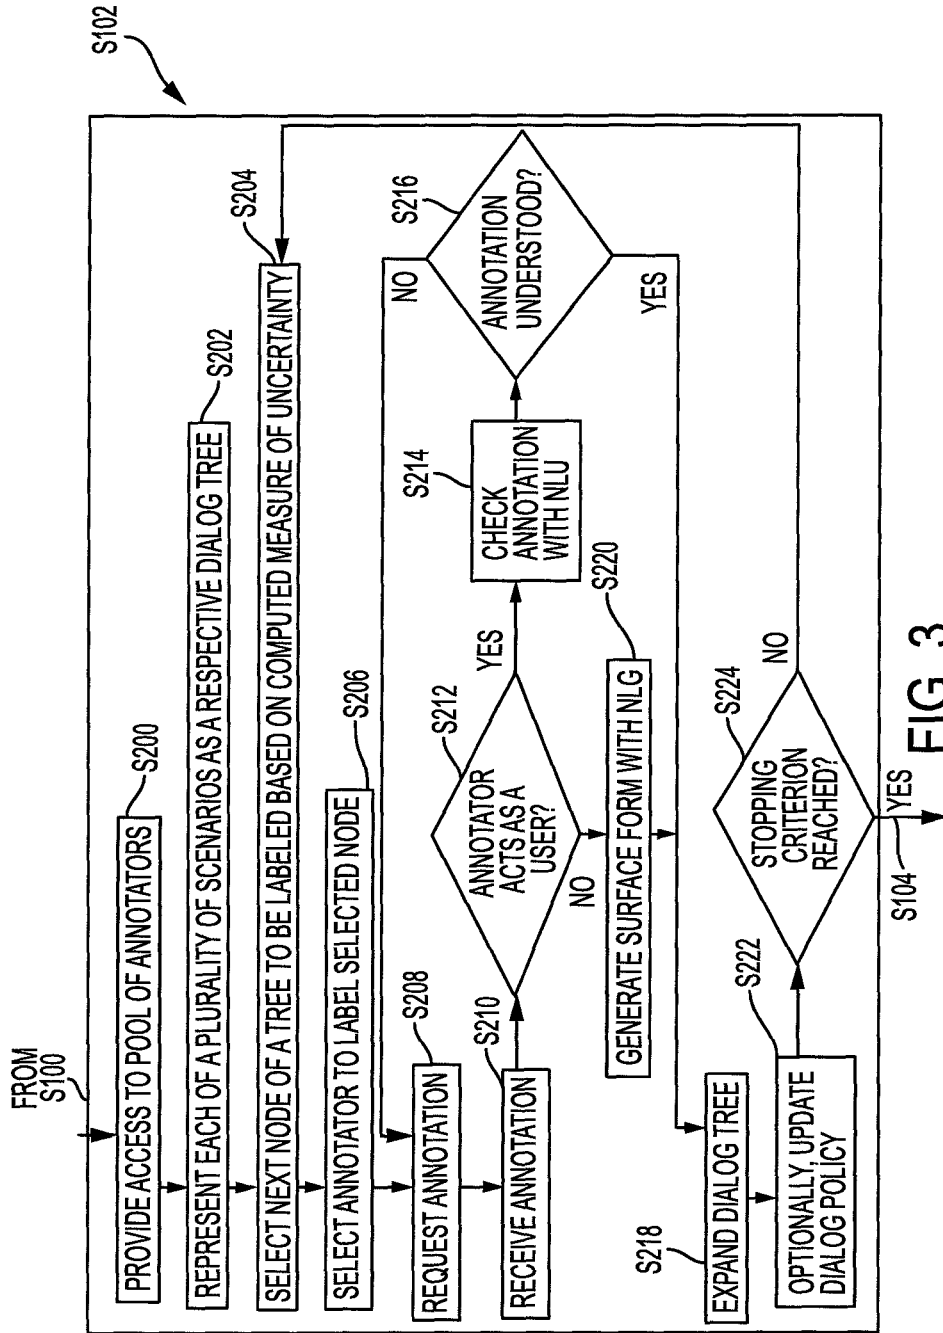 S102
FROM
S100
PROVIDE ACCESS TO POOL OF ANNOTATORS
S200
REPRESENT EACH OF A PLURALITY OF SCENARIOS AS A RESPECTIVE DIALOG TREE
S202
SELECT NEXT NODE OF A TREE TO BE LABELED BASED ON COMPUTED MEASURE OF UNCERTAINTY
S204
SELECT ANNOTATOR TO LABEL SELECTED NODE
S206
REQUEST ANNOTATION
S208
RECEIVE ANNOTATION
S210
ANNOTATOR
ACTS AS A
USER?
S212
YES
NO
CHECK
ANNOTATION
WITH NLU
S214
ANNOTATION
UNDERSTOOD?
S216
NO
YES
GENERATE SURFACE FORM WITH NLG
S220
EXPAND DIALOG TREE
S218
OPTIONALLY, UPDATE
DIALOG POLICY
S222
STOPPING
CRITERION
REACHED?
S224
NO
YES
S104
FIG. 3